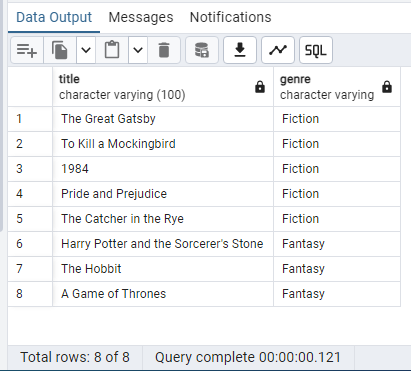 Data Output Messages Notifications
SQL
title genre
character varying (100) character varying
1 The Great Gatsby Fiction
2 To Kill a Mockingbird Fiction
3 1984 Fiction
4 Pride and Prejudice Fiction
5 The Catcher in the Rye Fiction
6 Harry Potter and the Sorcerer's Stone Fantasy
7 The Hobbit Fantasy
8 A Game of Thrones Fantasy
Total rows: 8 of 8 Query complete 00:00:00.121